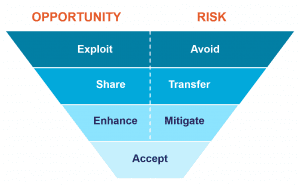 OPPORTUNITY RISK
Exploit Avoid
Share Transfer
Enhance Mitigate
Accept